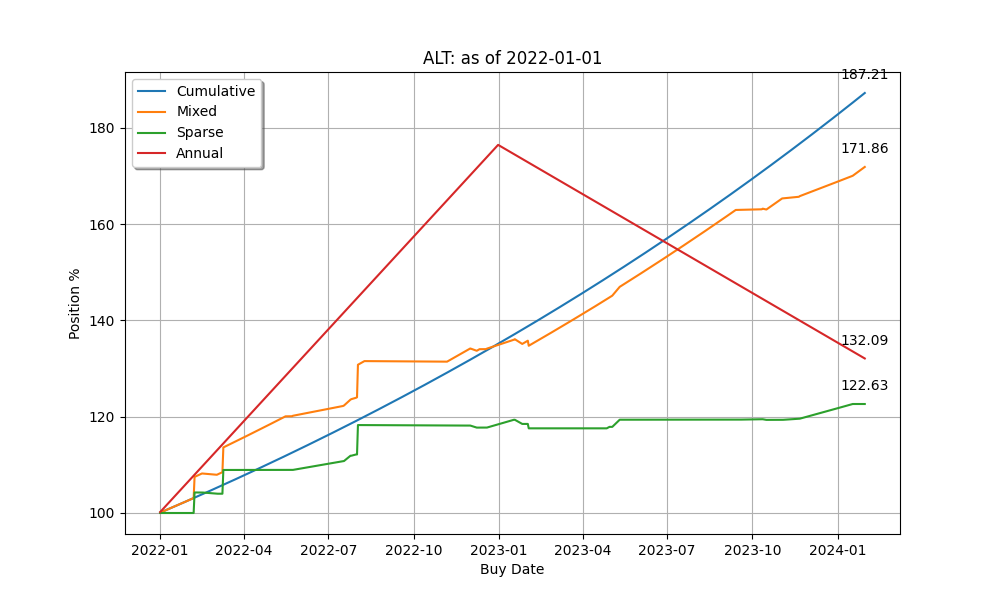 ALT: as of 2022-01-01
187.21
Cumulative
Mixed
Sparse
Annual
171.86
132.09
122.63
Position %
180
160
140
120
100
2022-01 2022-04 2022-07 2022-10 2023-01 2023-04 2023-07 2023-10 2024-01
Buy Date